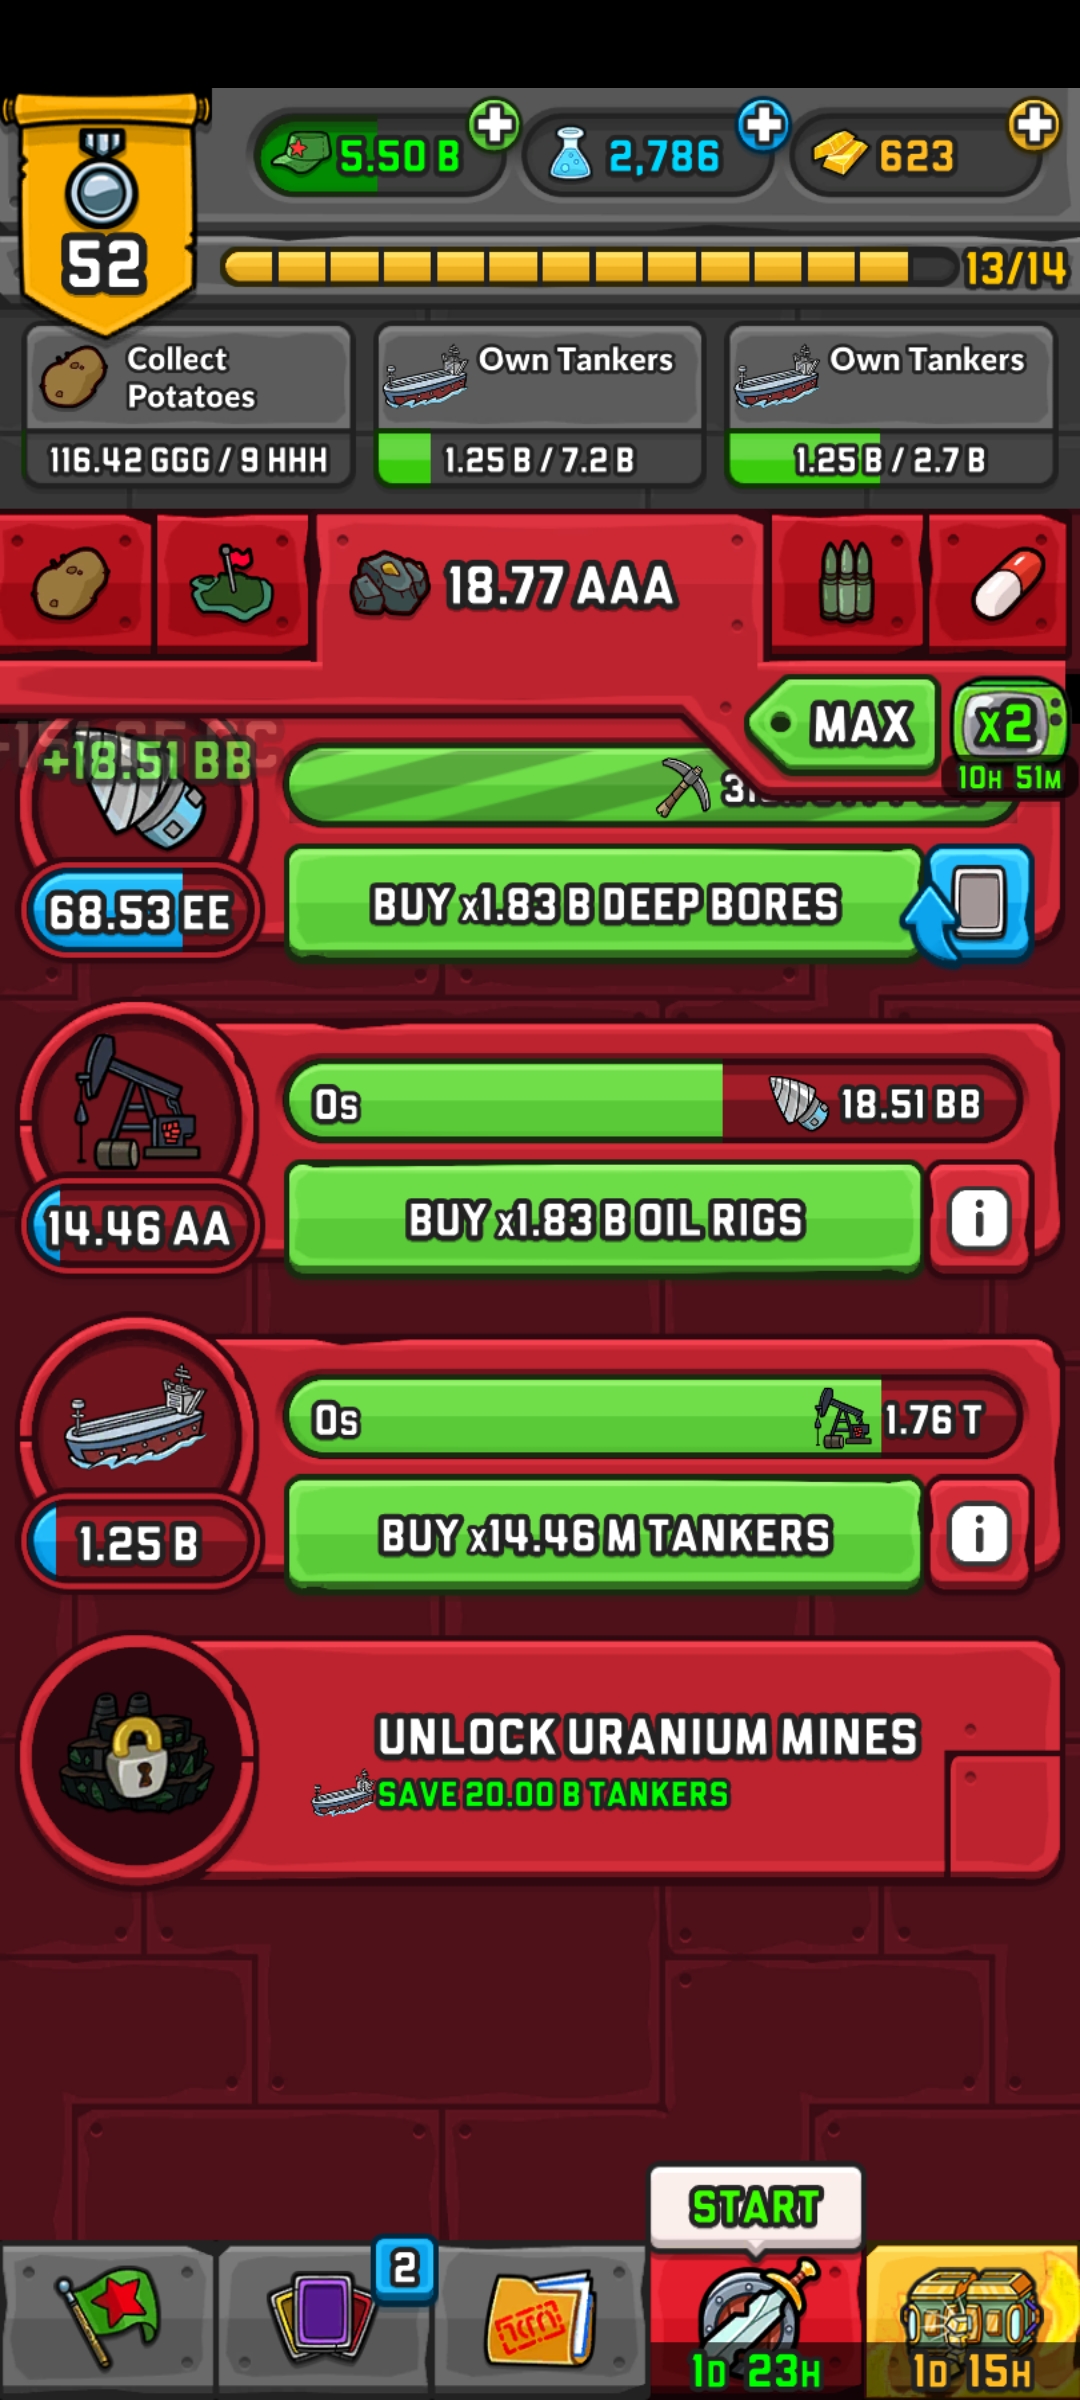 5.50 B
2,786
623
52
13/14
Collect
Potatoes
116.42 GGG / 9 HHH
Own Tankers
1.25 B / 7.2 B
Own Tankers
1.25 B / 2.7 B
18.77 AAA
MAX
x2
10H 51M
+18.51 BB
68.53 EE
BUY x1.83 B DEEP BORES
0s
18.51 BB
14.46 AA
BUY x1.83 B OIL RIGS
0s
1.76 T
1.25 B
BUY x14.46 M TANKERS
UNLOCK URANIUM MINES
SAVE 20.00 B TANKERS
START
2
1D 23H
1D 15H